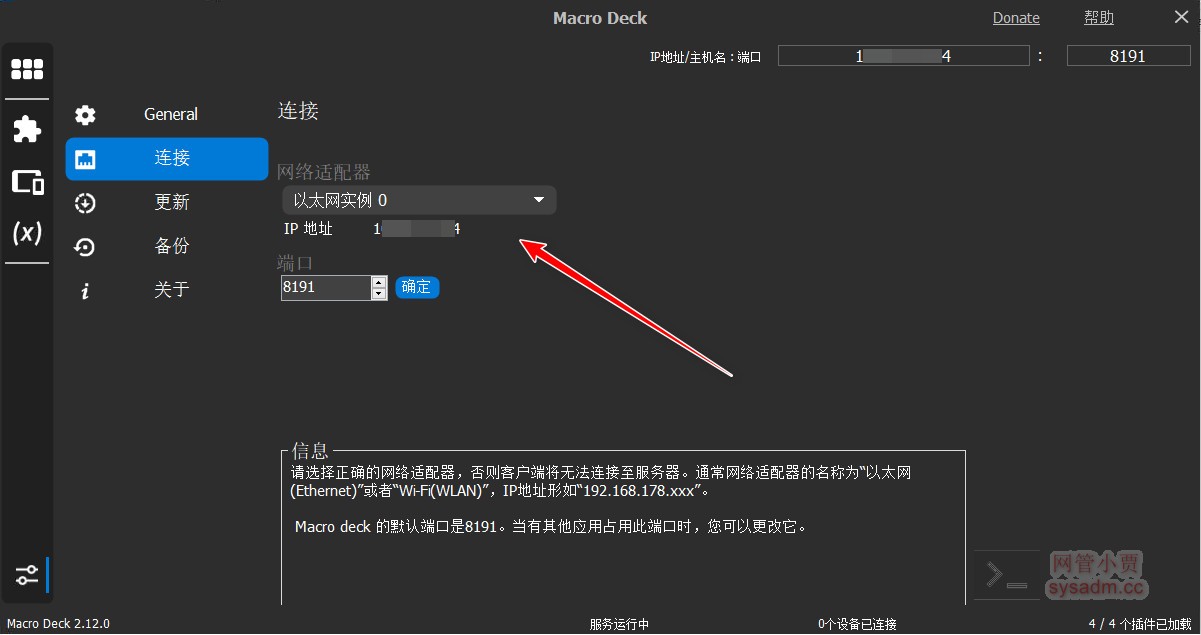 Macro Deck
Donate
帮助
IP地址/主机名：端口
1 4 : 8191
General
连接
更新
备份
关于
连接
网络适配器
以太网实例 0
IP 地址 1 4
端口
8191 确定
信息
请选择正确的网络适配器，否则客户端将无法连接至服务器。通常网络适配器的名称为“以太网
(Ethernet)”或者“Wi-Fi(WLAN)”，IP地址形如“192.168.178.xxx”。
Macro deck 的默认端口是8191。当有其他应用占用此端口时，您可以更改它。
网管小贾
sysadm.cc
Macro Deck 2.12.0
服务运行中
0个设备已连接
4 / 4 个插件已加载